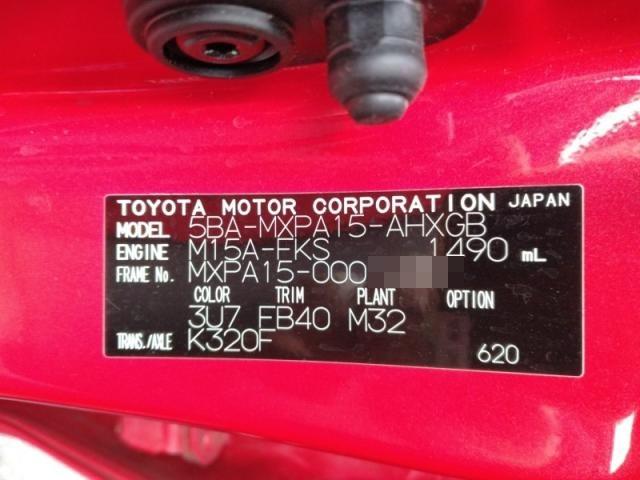 TOYOTA MOTOR CORPORATION JAPAN
MODEL 5BA-MXPA15-AHXGB
ENGINE M15A-FKS 1490 mL
FRAME No. MXPA15-000
COLOR TRIM PLANT OPTION
3U7 EB40 M32
TRANS./AXLE K320F 620